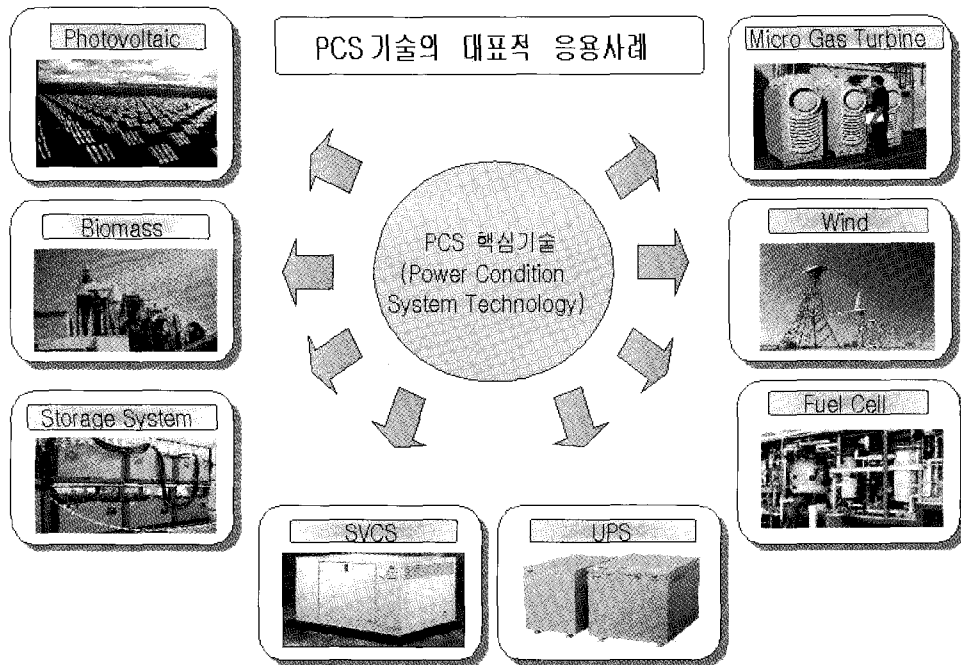 PCS 기술의 대표적 응용사례
Photovoltaic
Micro Gas Turbine
Biomass
Wind
PCS 핵심기술
(Power Condition
System Technology)
Storage System
Fuel Cell
SVCS
UPS